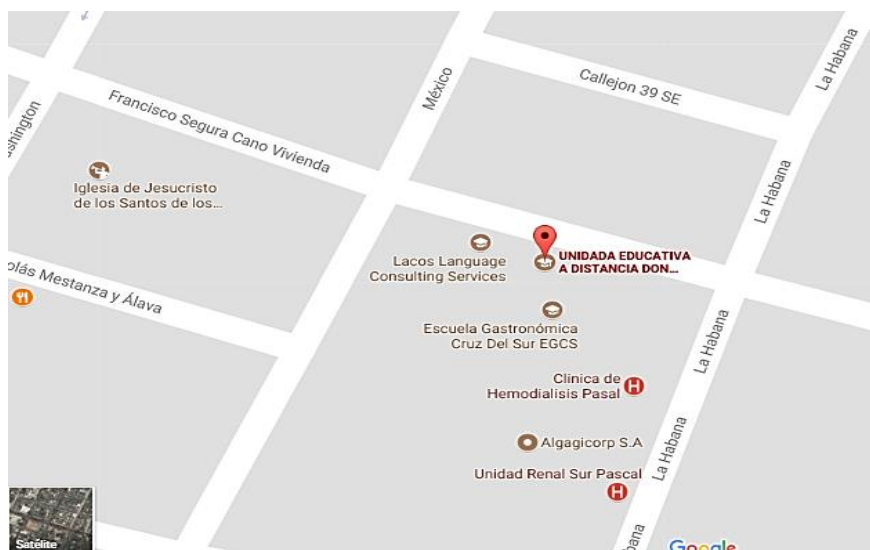 La Habana
México
Callejon 39 SE
Francisco Segura Cano Vivienda
ashington
La Habana
Iglesia de Jesucristo
de los Santos de los...
Lacos Language
Consulting Services
UNIDADA EDUCATIVA
A DISTANCIA DON...
olás Mestanza y Álava
Escuela Gastronómica
Cruz Del Sur EGCS
La Habana
Clinica de
Hemodialisis Pasal
H
Algagicorp S.A
La Habana
Unidad Renal Sur Pascal
H
Satélite
abana
Google